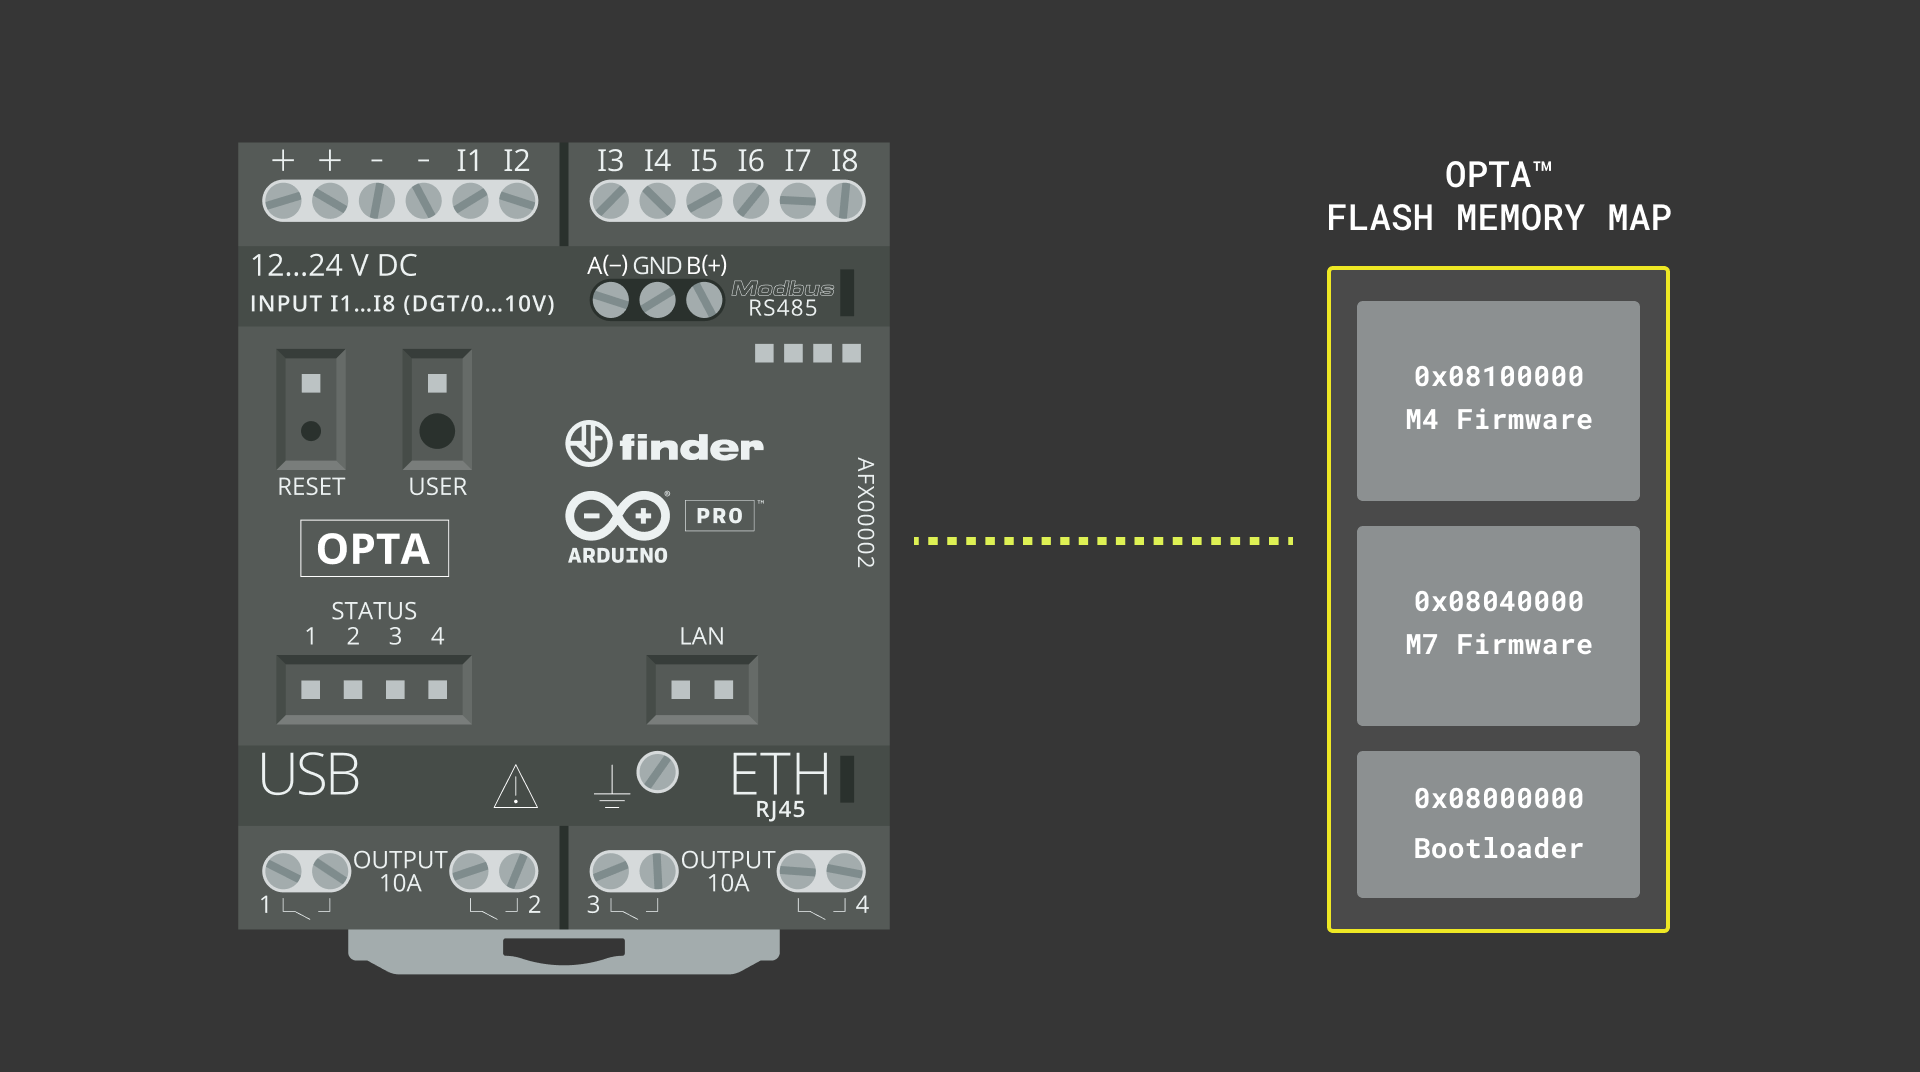 + + - - I1 I2 I3 I4 I5 I6 I7 I8
12...24 V DC
INPUT I1...I8 (DGT/0...10V)
A(−) GND B(+)
Modbus
RS485
RESET USER
finder
ARDUINO®
PRO™
AFX00002
OPTA
STATUS
1 2 3 4
LAN
USB
ETH
RJ45
OUTPUT
10A
1 2
OUTPUT
10A
3 4
OPTA™
FLASH MEMORY MAP
0x08100000
M4 Firmware
0x08040000
M7 Firmware
0x08000000
Bootloader